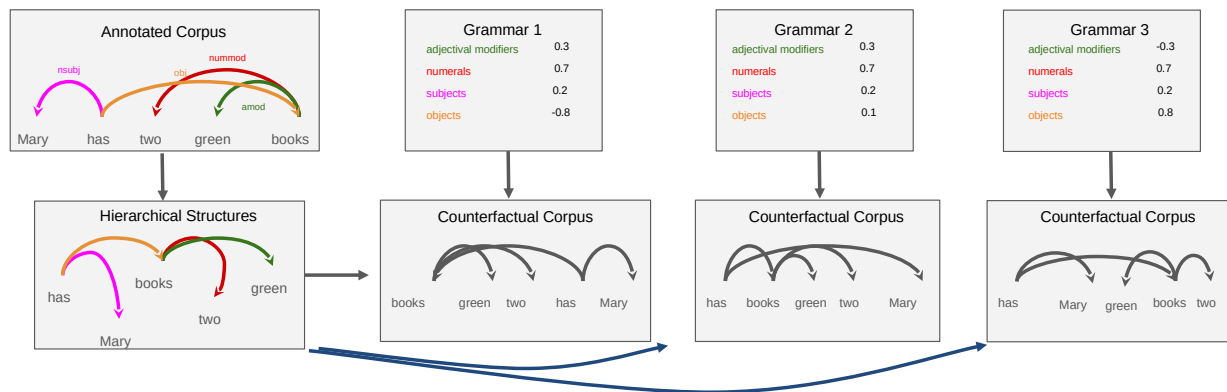 Annotated Corpus
nsubj
obj
nummod
amod
Mary has two green books
Grammar 1
adjectival modifiers 0.3
numerals 0.7
subjects 0.2
objects -0.8
Grammar 2
adjectival modifiers 0.3
numerals 0.7
subjects 0.2
objects 0.1
Grammar 3
adjectival modifiers -0.3
numerals 0.7
subjects 0.2
objects 0.8
Hierarchical Structures
has
books
green
two
Mary
Counterfactual Corpus
books green two has Mary
Counterfactual Corpus
has books green two Mary
Counterfactual Corpus
has Mary green books two